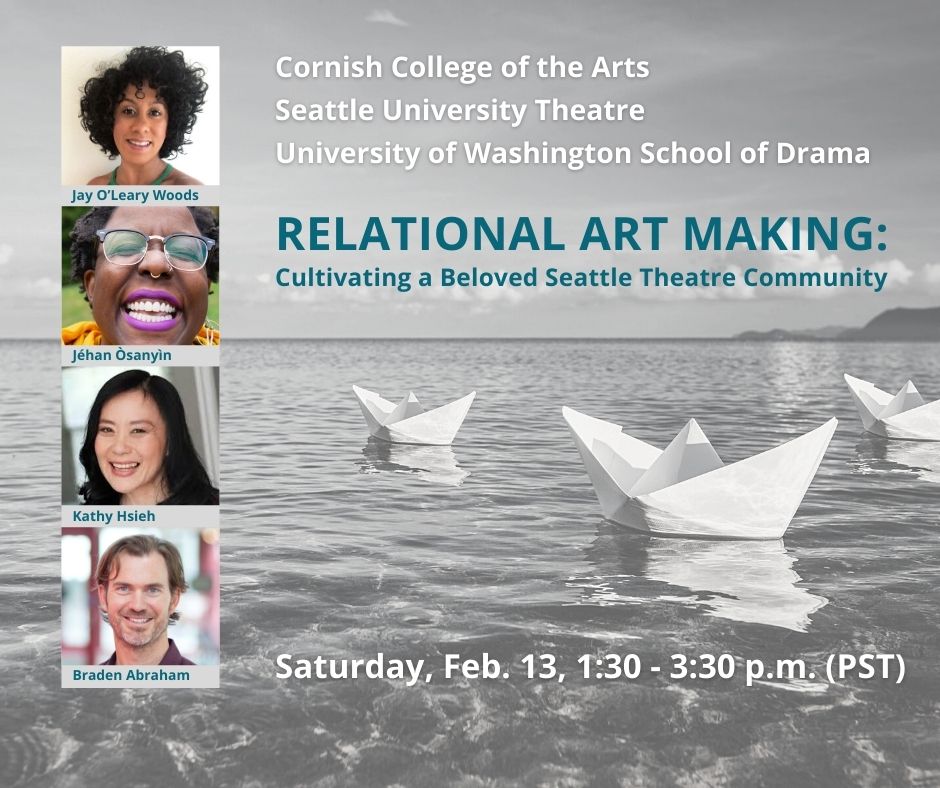 Cornish College of the Arts
Seattle University Theatre
University of Washington School of Drama
RELATIONAL ART MAKING:
Cultivating a Beloved Seattle Theatre Community
Jay O'Leary Woods
Jéhan Òsanyìn
Kathy Hsieh
Braden Abraham
Saturday, Feb. 13, 1:30 - 3:30 p.m. (PST)